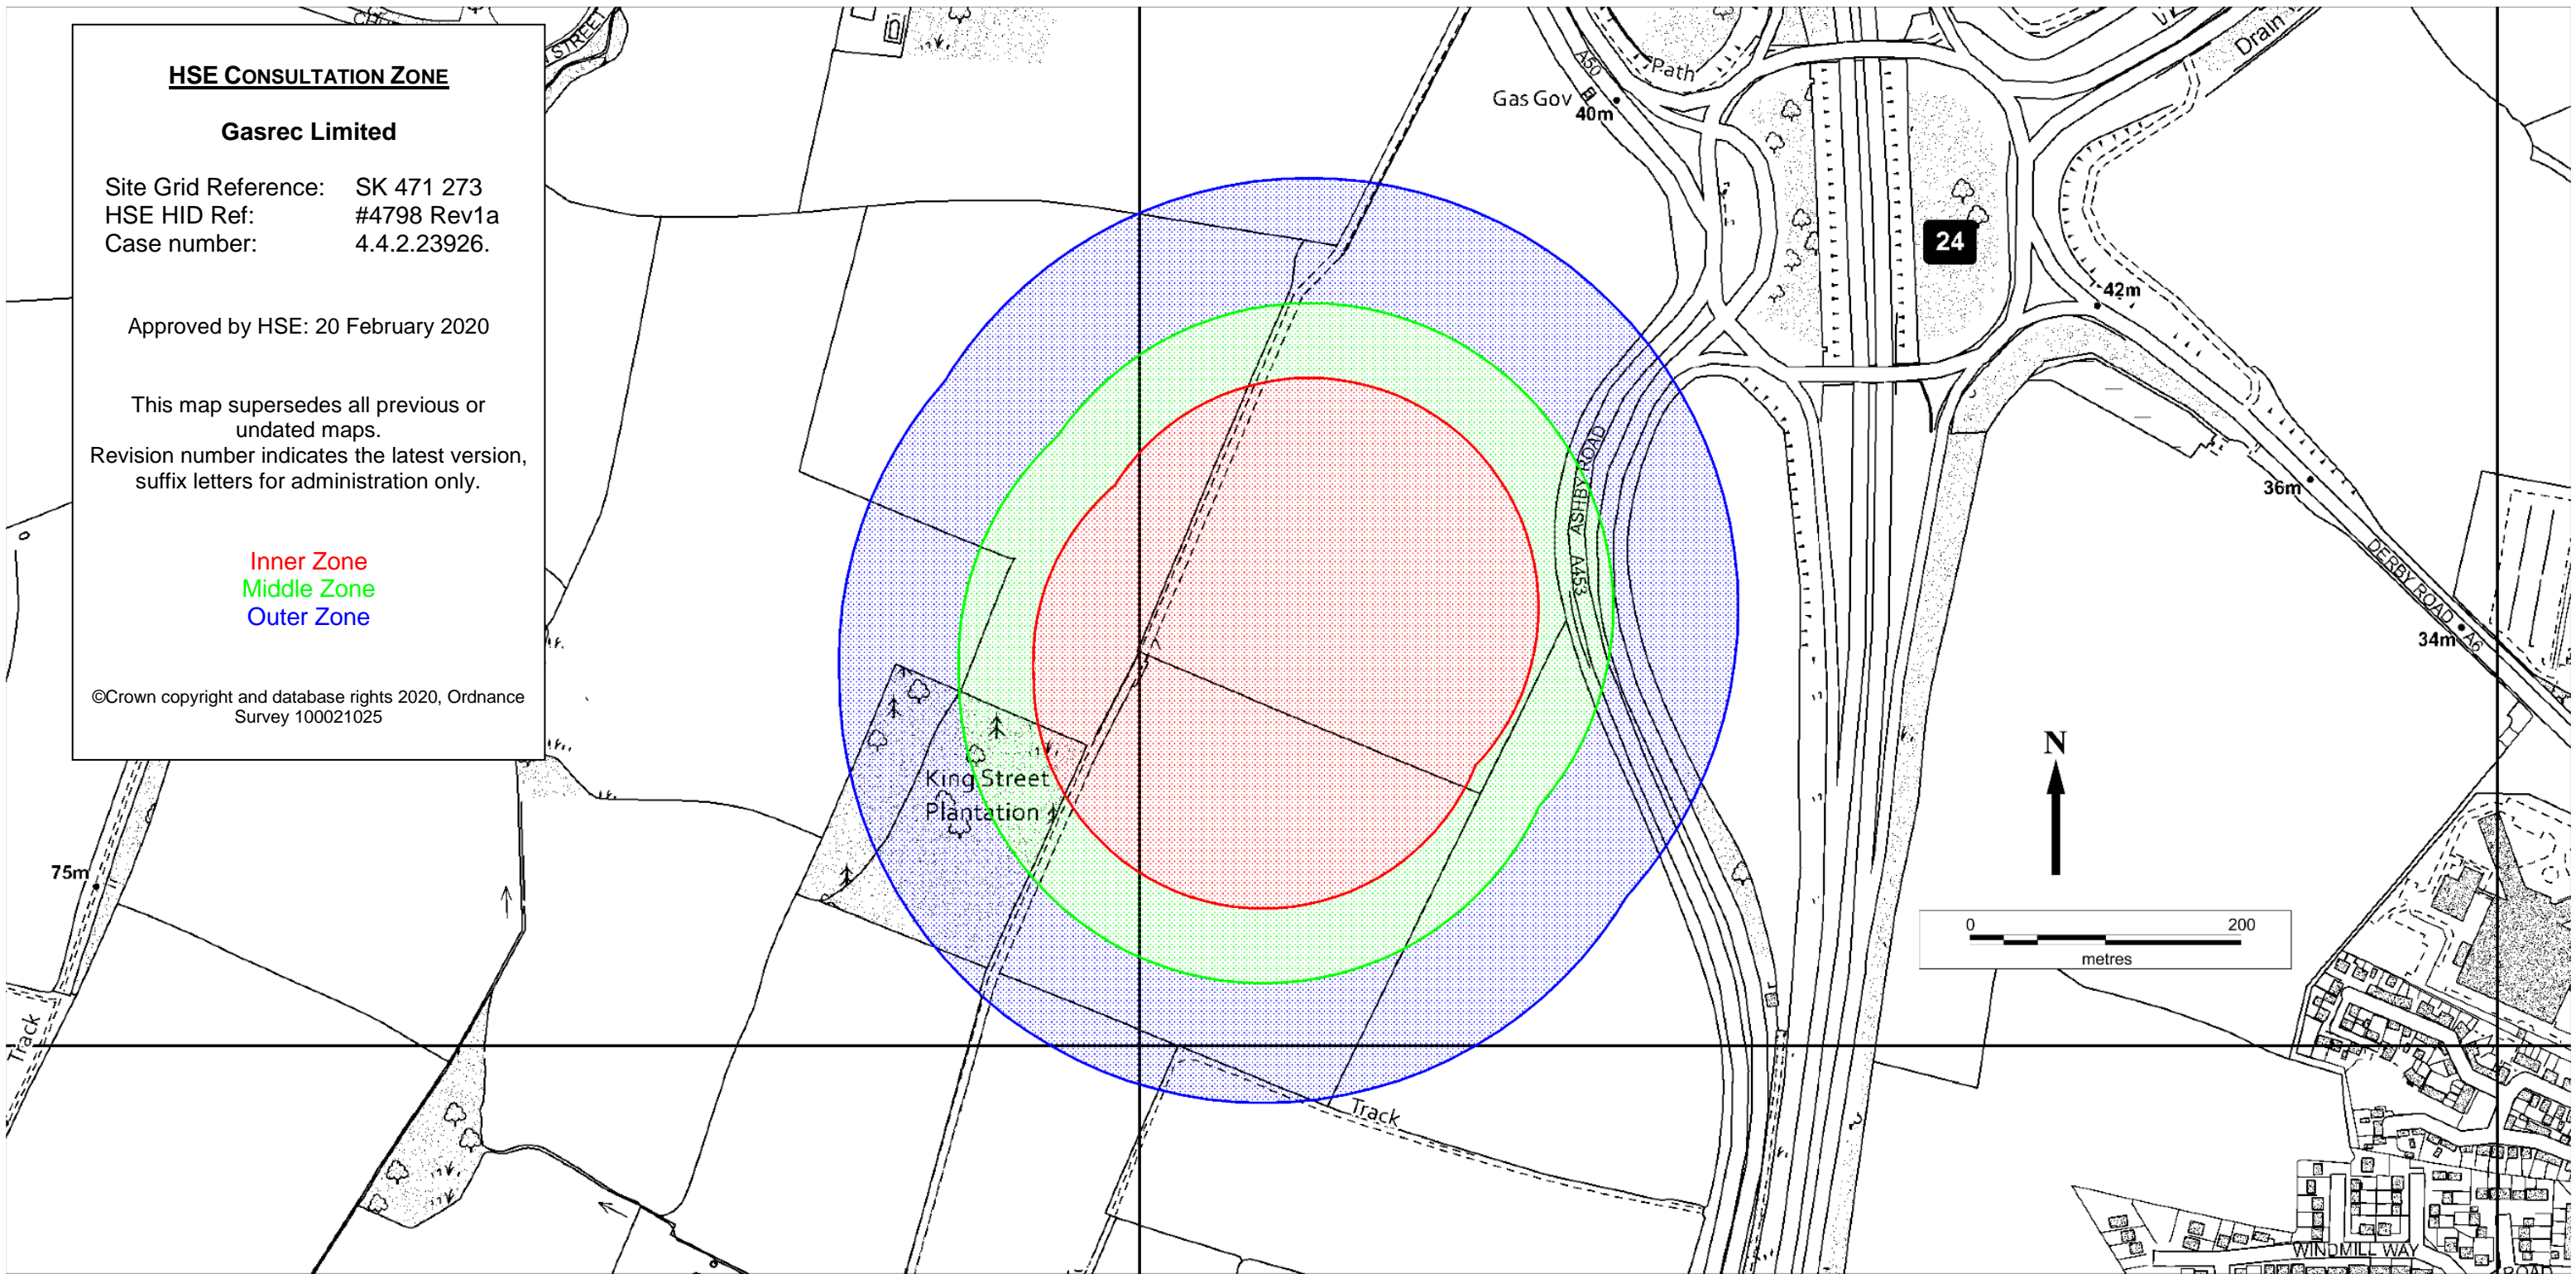 HSE CONSULTATION ZONE
Gasrec Limited
Site Grid Reference: SK 471 273
HSE HID Ref: #4798 Rev1a
Case number: 4.4.2.23926.
Approved by HSE: 20 February 2020
This map supersedes all previous or
undated maps.
Revision number indicates the latest version,
suffix letters for administration only.
Inner Zone
Middle Zone
Outer Zone
©Crown copyright and database rights 2020, Ordnance
Survey 100021025
STREET
A50
Path
Drain
Gas Gov
40m
24
42m
ASHBY ROAD
A453
36m
DERBY ROAD
A6
34m
King Street
Plantation
N
75m
0 200
metres
Track
Track
WINDMILL WAY
ROAD